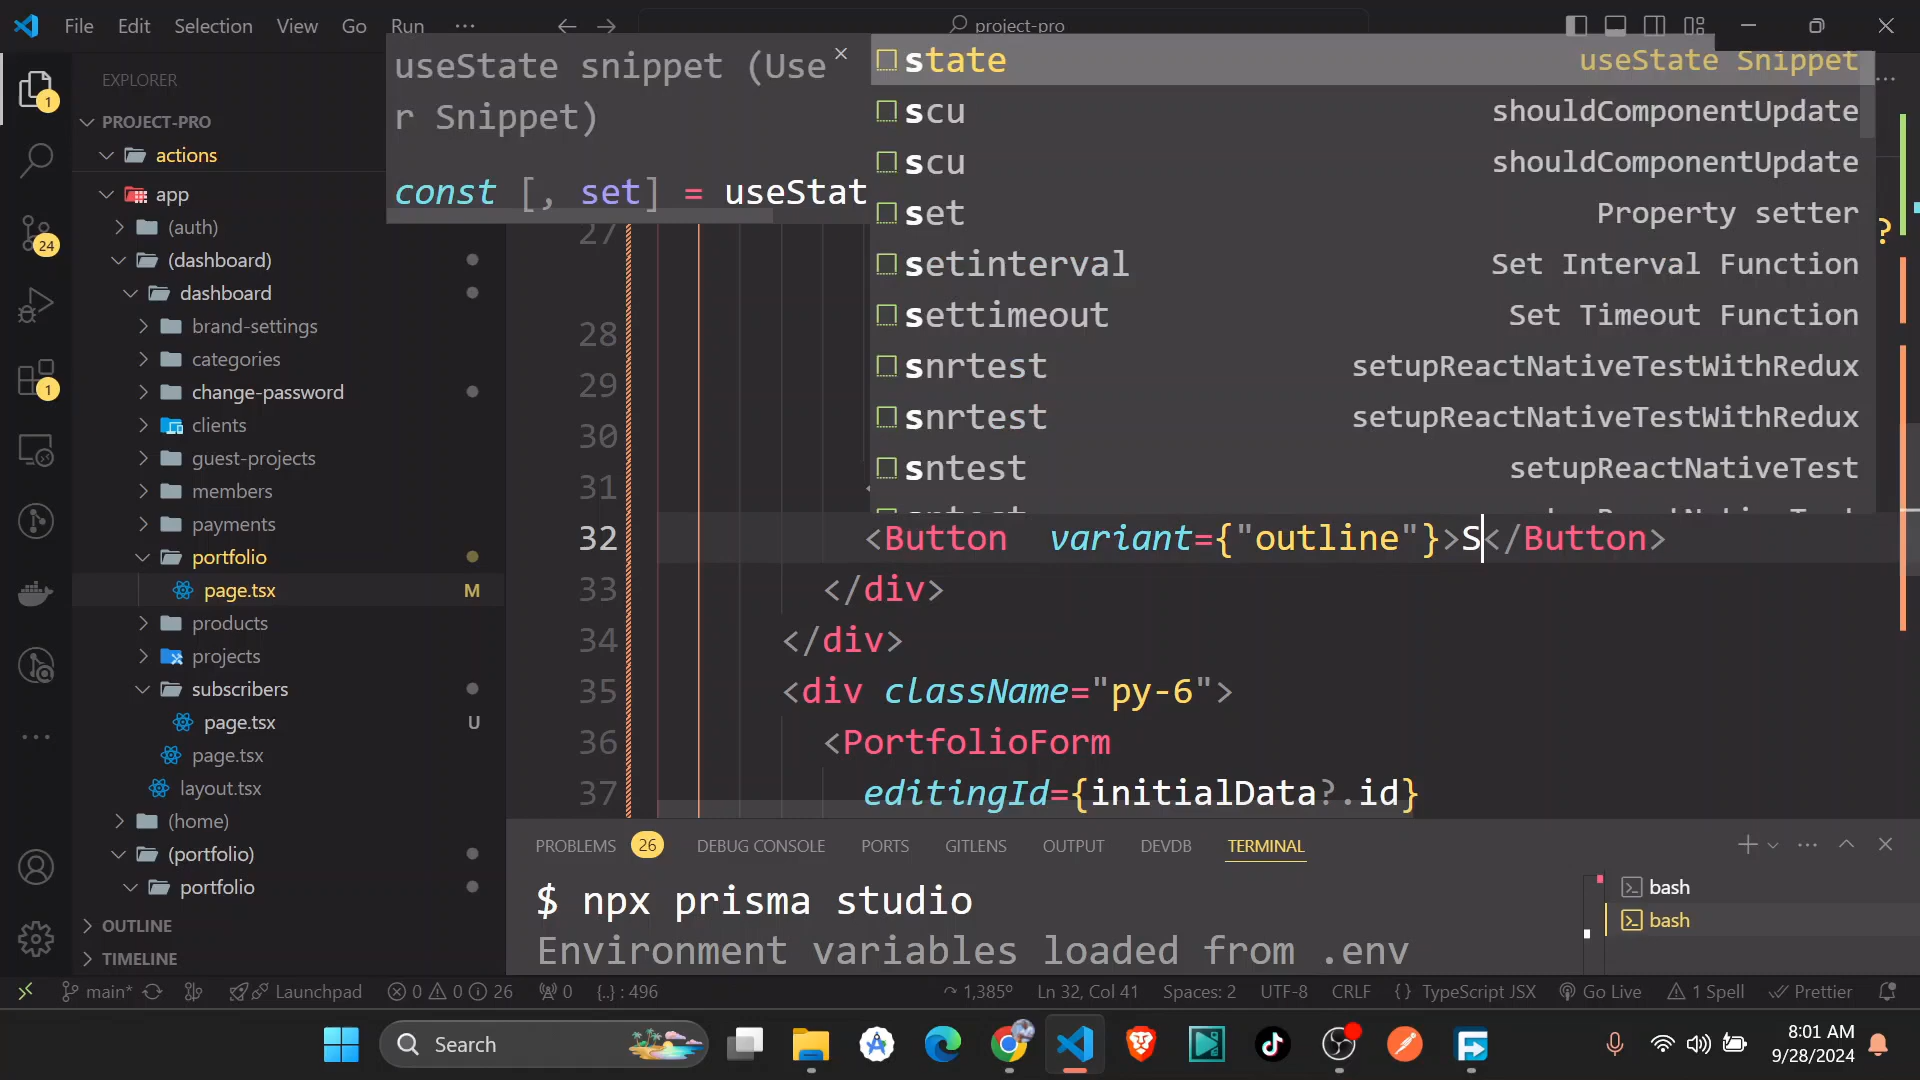 File Edit Selection View Go Run ··· project-pro
EXPLORER
PROJECT-PRO
actions
app
(auth)
(dashboard)
dashboard
brand-settings
categories
change-password
clients
guest-projects
members
payments
portfolio
page.tsx M
products
projects
subscribers
page.tsx U
page.tsx
layout.tsx
(home)
(portfolio)
portfolio
OUTLINE
TIMELINE
1
24
1
useState snippet (Use
r Snippet)
const [, set] = useStat
state useState Snippet
scu shouldComponentUpdate
scu shouldComponentUpdate
set Property setter
setinterval Set Interval Function
settimeout Set Timeout Function
snrtest setupReactNativeTestWithRedux
snrtest setupReactNativeTestWithRedux
sntest setupReactNativeTest
?
27
28
29
30
31
32 <Button  variant={"outline"}>S</Button>
33 </div>
34 </div>
35 <div className="py-6">
36 <PortfolioForm
37 editingId={initialData?.id}
PROBLEMS 26 DEBUG CONSOLE PORTS GITLENS OUTPUT DEVDB TERMINAL
$ npx prisma studio
Environment variables loaded from .env
bash
bash
main* Launchpad 0 0 26 0 {..} : 496 1,385° Ln 32, Col 41 Spaces: 2 UTF-8 CRLF {} TypeScript JSX Go Live 1 Spell Prettier
Search
8:01 AM
9/28/2024